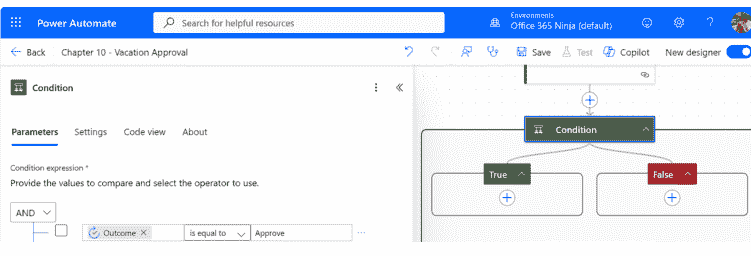 Power Automate
Search for helpful resources
Environments
Office 365 Ninja (default)
?
Back
Chapter 10 - Vacation Approval
Save
Test
Copilot
New designer
Condition
Parameters
Settings
Code view
About
Condition expression *
Provide the values to compare and select the operator to use.
AND
Outcome
is equal to
Approve
Condition
True
False